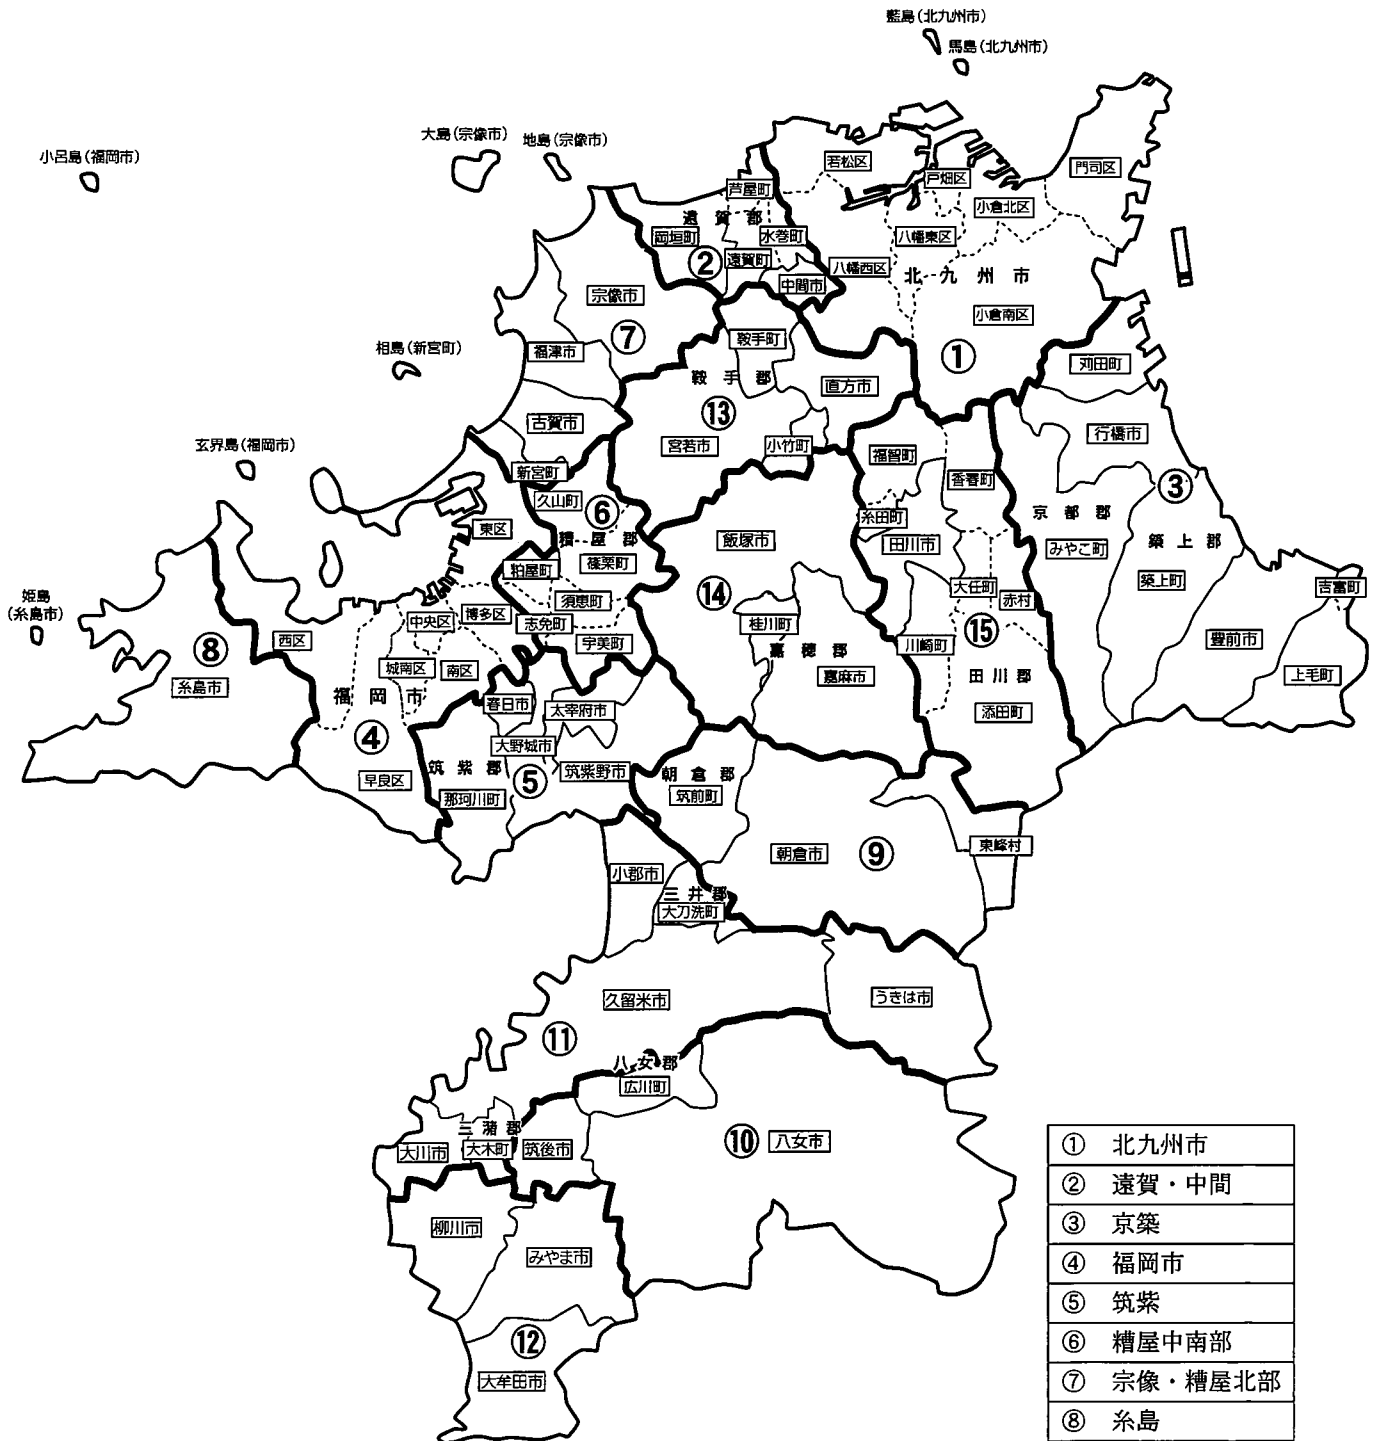 藍島(北九州市)
馬島(北九州市)
大島(宗像市)
地島(宗像市)
小呂島(福岡市)
若松区
戸畑区
門司区
芦屋町
小倉北区
遠賀郡
岡垣町
水巻町
八幡東区
遠賀町
②
八幡西区
北九州市
中間市
宗像市
小倉南区
⑦
鞍手町
①
相島(新宮町)
福津市
苅田町
鞍手郡
直方市
⑬
古賀市
行橋市
宮若市
小竹町
玄界島(福岡市)
福智町
新宮町
香春町
③
久山町
⑥
京都郡
東区
糸田町
糟屋郡
飯塚市
田川市
みやこ町
築上郡
篠栗町
粕屋町
築上町
吉富町
姫島
(糸島市)
⑭
大任町
赤村
須恵町
博多区
中央区
志免町
桂川町
⑮
⑧
西区
宇美町
川崎町
豊前市
嘉穂郡
城南区
南区
嘉麻市
田川郡
上毛町
糸島市
福岡市
春日市
太宰府市
添田町
④
大野城市
筑紫郡
筑紫野市
朝倉郡
早良区
⑤
筑前町
那珂川町
東峰村
朝倉市
⑨
小郡市
三井郡
大刀洗町
久留米市
うきは市
⑪
八女郡
広川町
三潴郡
大川市
大木町
筑後市
⑩
八女市
柳川市
みやま市
⑫
大牟田市
① 北九州市
② 遠賀・中間
③ 京築
④ 福岡市
⑤ 筑紫
⑥ 糟屋中南部
⑦ 宗像・糟屋北部
⑧ 糸島